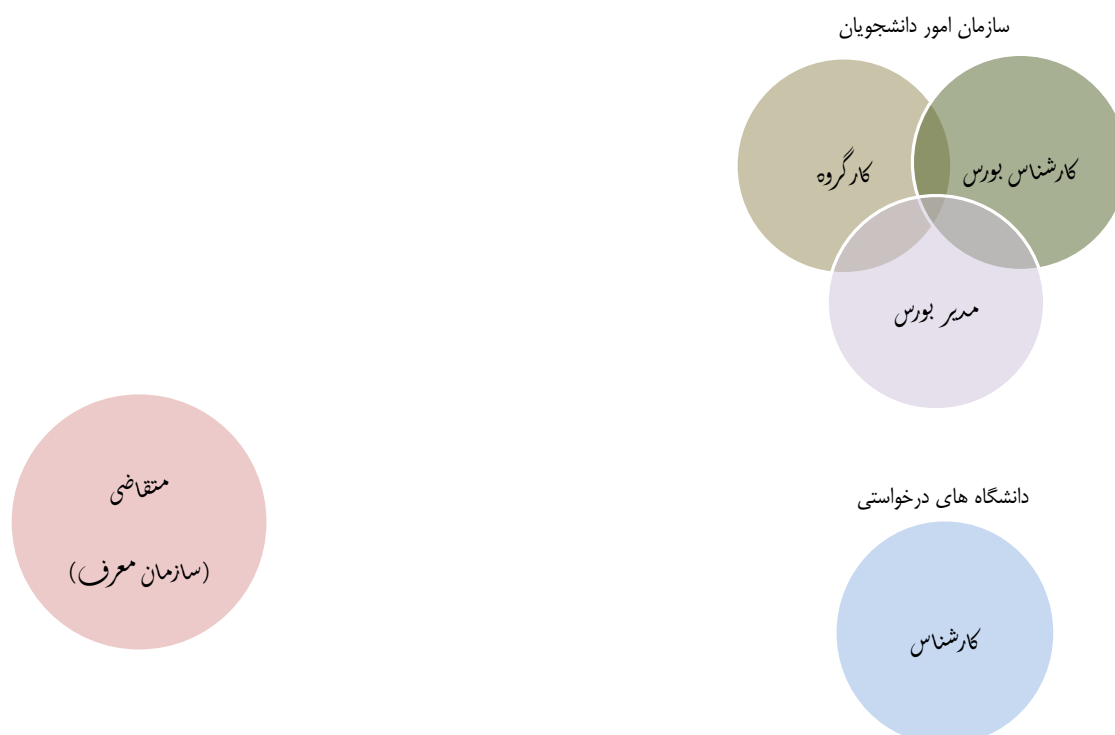 سازمان امور دانشجویان
کارشناس بورس
کارگروه
مدیر بورس
متقاضی
(سازمان معرف)
دانشگاه های درخواستی
کارشناس